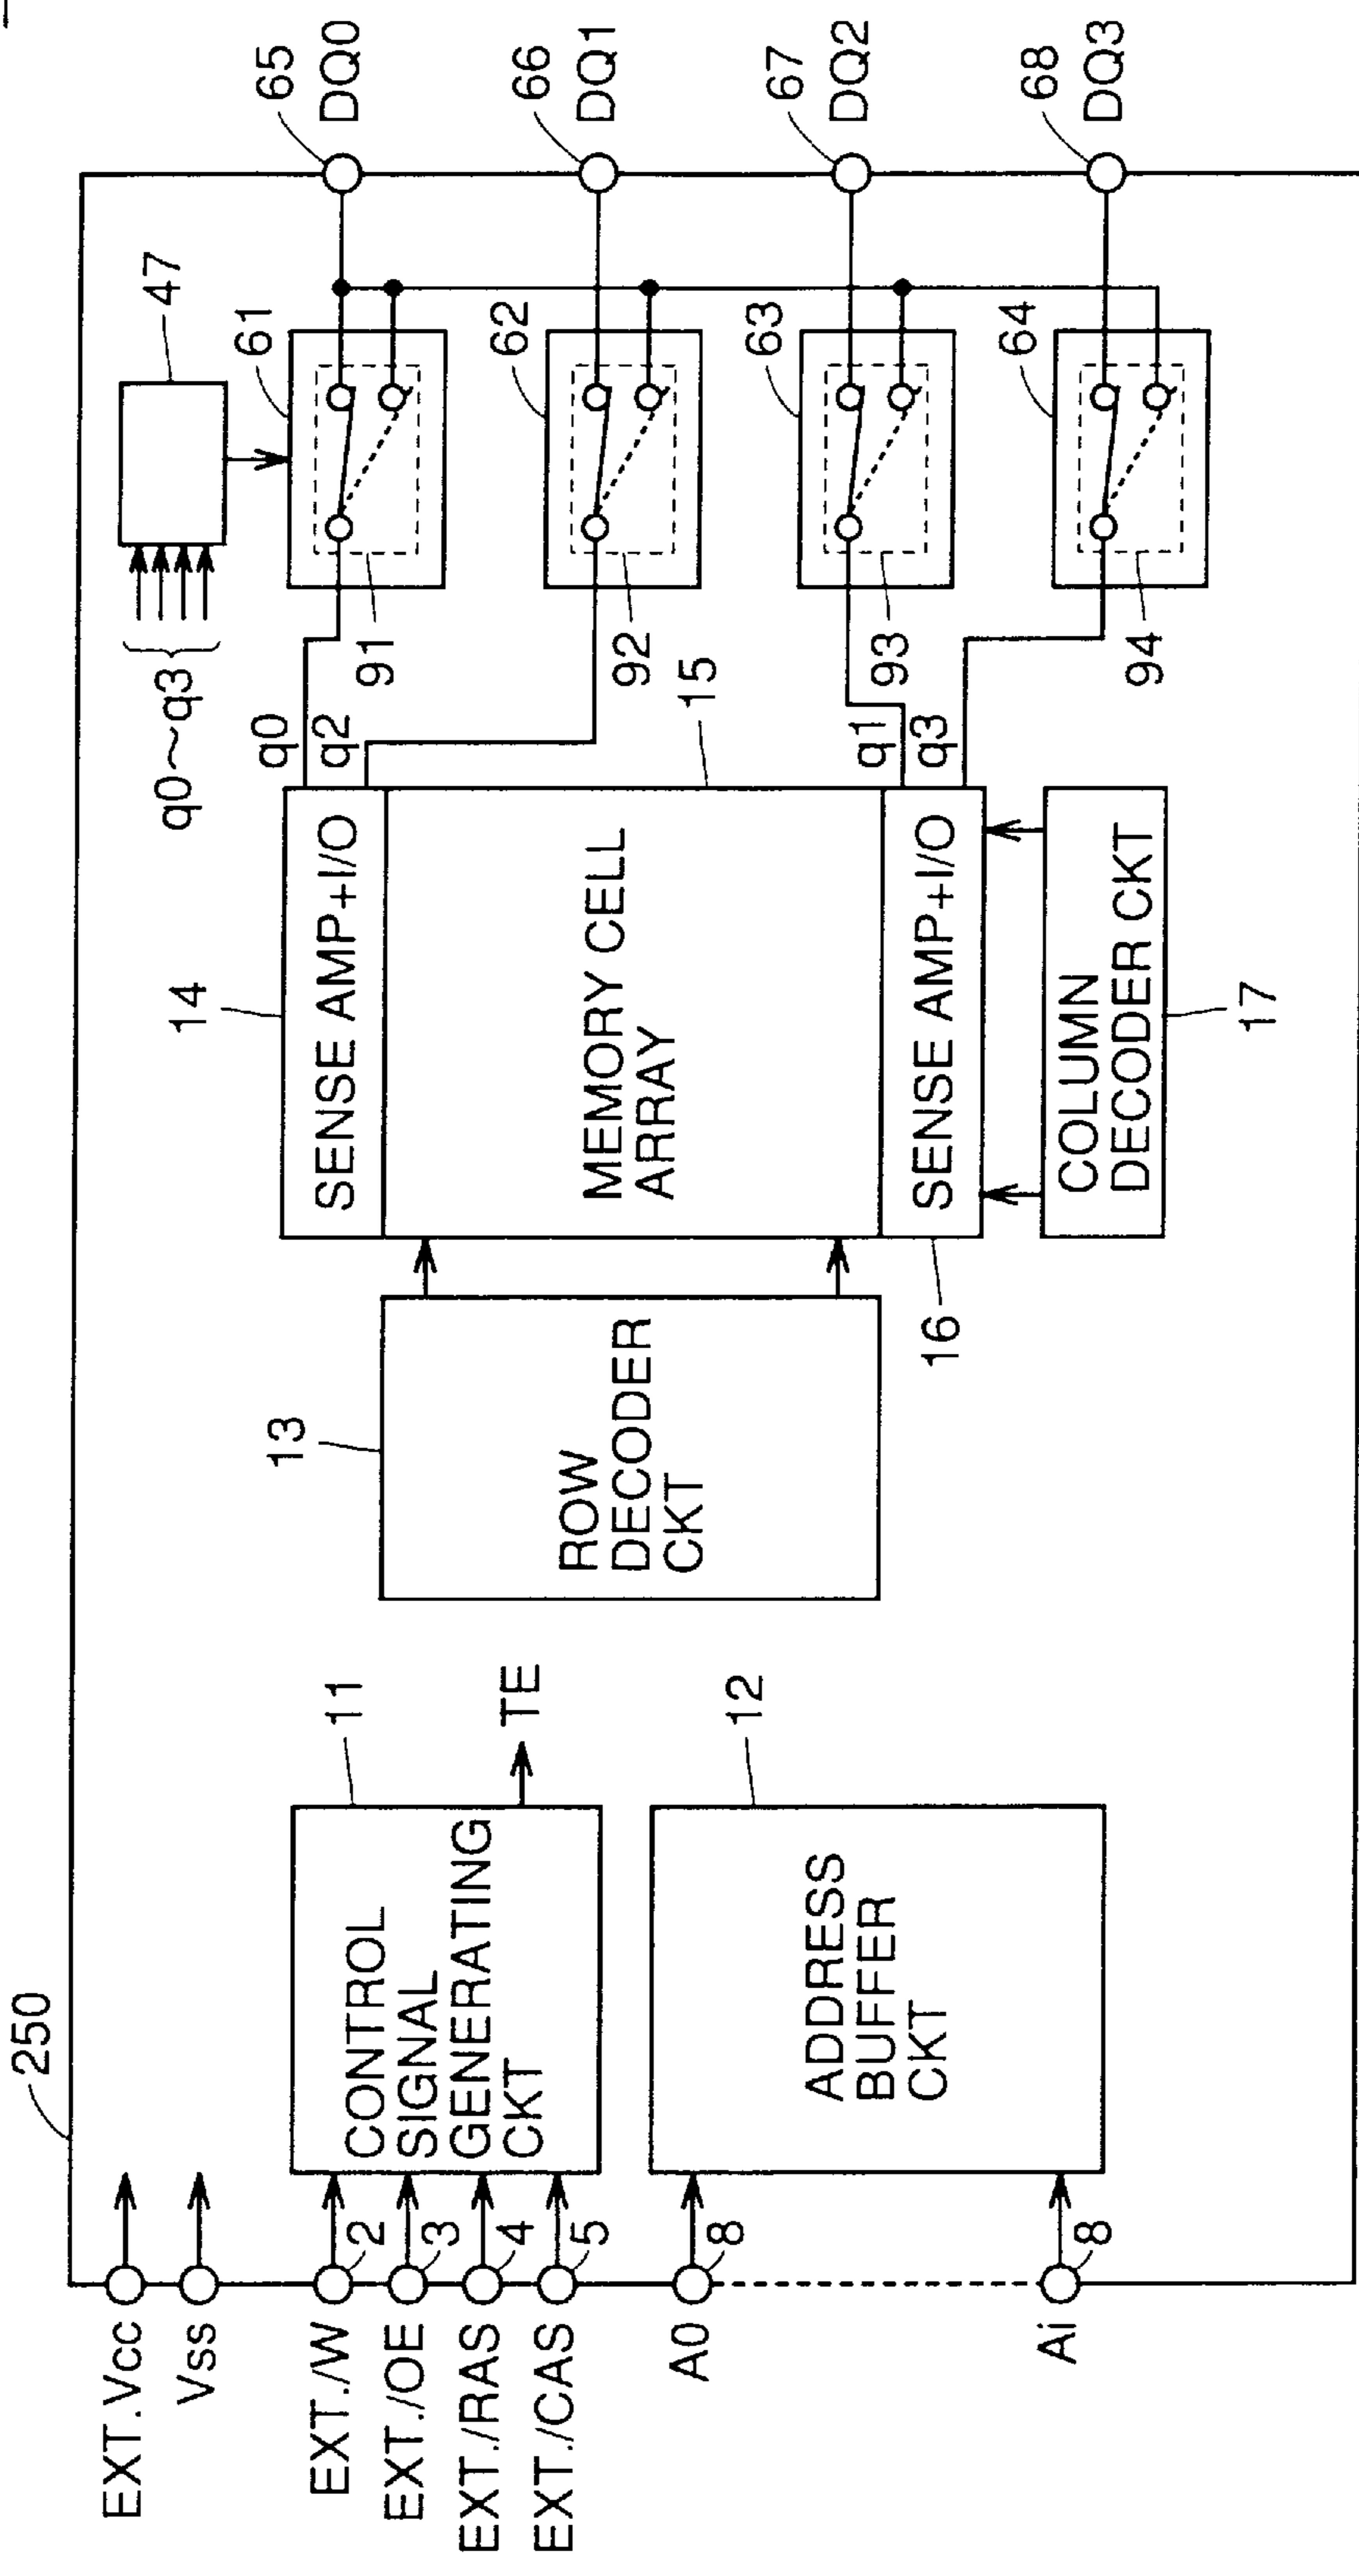 250
EXT.Vcc
Vss
EXT./W
2
EXT./OE
3
EXT./RAS
4
EXT./CAS
5
A0
8
Ai
8
11
CONTROL
SIGNAL
GENERATING
CKT
TE
12
ADDRESS
BUFFER
CKT
13
ROW
DECODER
CKT
14
SENSE AMP+I/O
15
MEMORY CELL
ARRAY
16
SENSE AMP+I/O
COLUMN
DECODER CKT
17
q0
q2
q1
q3
q0~q3
47
61
91
62
92
63
93
64
94
65
DQ0
66
DQ1
67
DQ2
68
DQ3